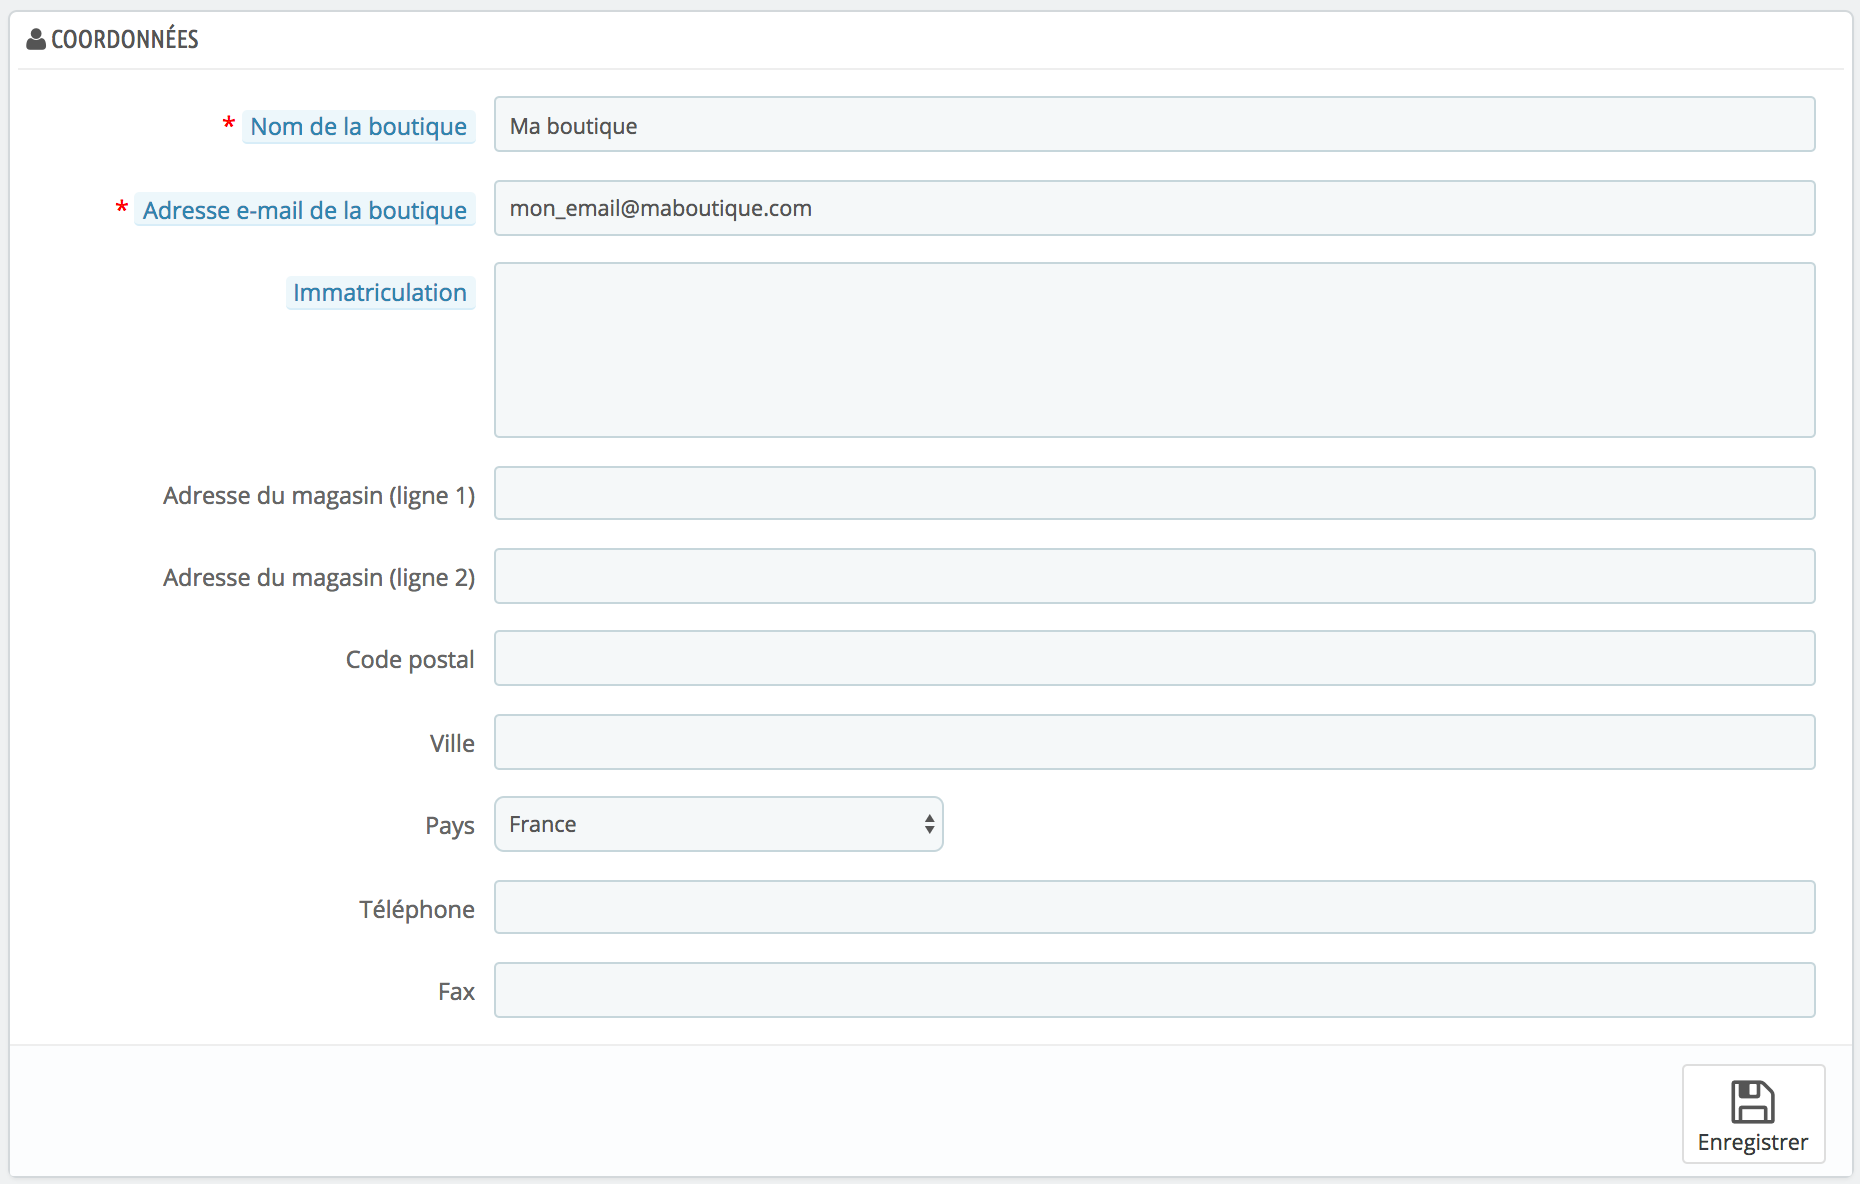 COORDONNÉES
* Nom de la boutique
Ma boutique
* Adresse e-mail de la boutique
mon_email@maboutique.com
Immatriculation
Adresse du magasin (ligne 1)
Adresse du magasin (ligne 2)
Code postal
Ville
Pays
France
Téléphone
Fax
Enregistrer